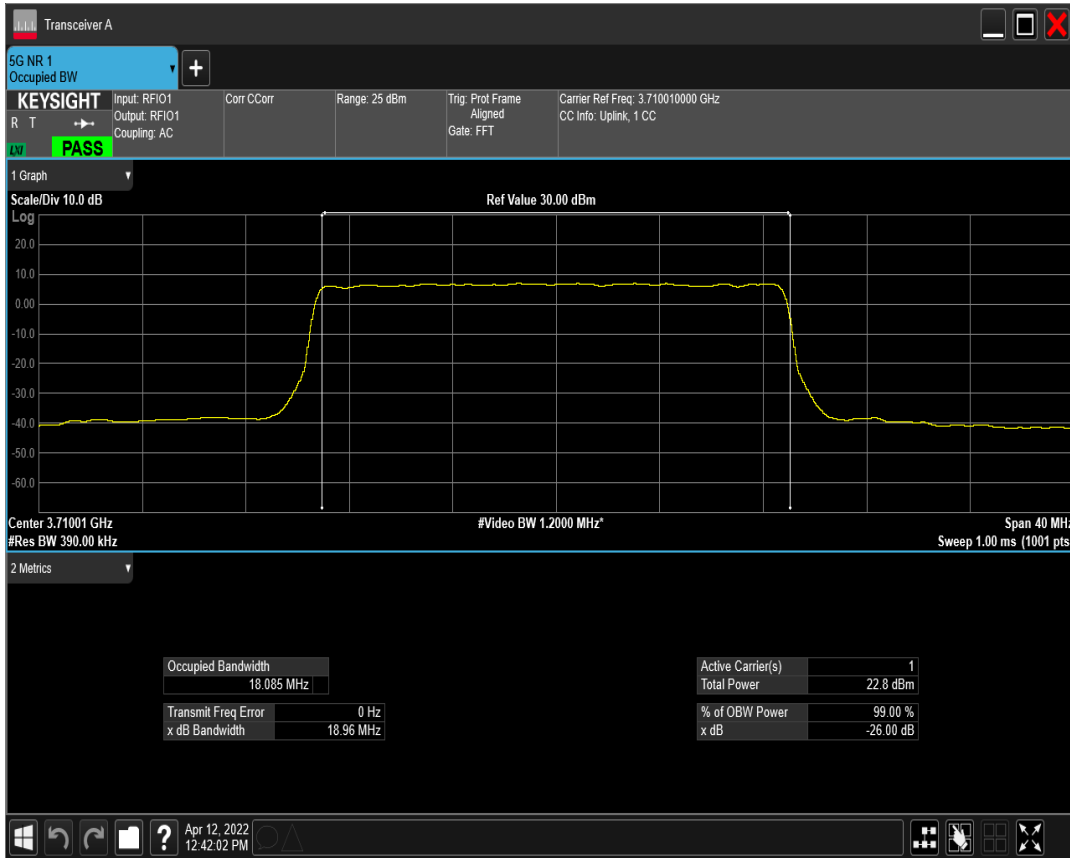 Transceiver A
5G NR 1
Occupied BW
KEYSIGHT
R T
LXI
PASS
Input: RFIO1
Output: RFIO1
Coupling: AC
Corr CCorr
Range: 25 dBm
Trig: Prot Frame
Aligned
Gate: FFT
Carrier Ref Freq: 3.710010000 GHz
CC Info: Uplink, 1 CC
1 Graph
Scale/Div 10.0 dB
Ref Value 30.00 dBm
Log
20.0
10.0
0.00
-10.0
-20.0
-30.0
-40.0
-50.0
-60.0
Center 3.71001 GHz
#Video BW 1.2000 MHz*
Span 40 MHz
#Res BW 390.00 kHz
Sweep 1.00 ms (1001 pts
2 Metrics
Occupied Bandwidth
18.085 MHz
Transmit Freq Error 0 Hz
x dB Bandwidth 18.96 MHz
Active Carrier(s) 1
Total Power 22.8 dBm
% of OBW Power 99.00 %
x dB -26.00 dB
Apr 12, 2022
12:42:02 PM